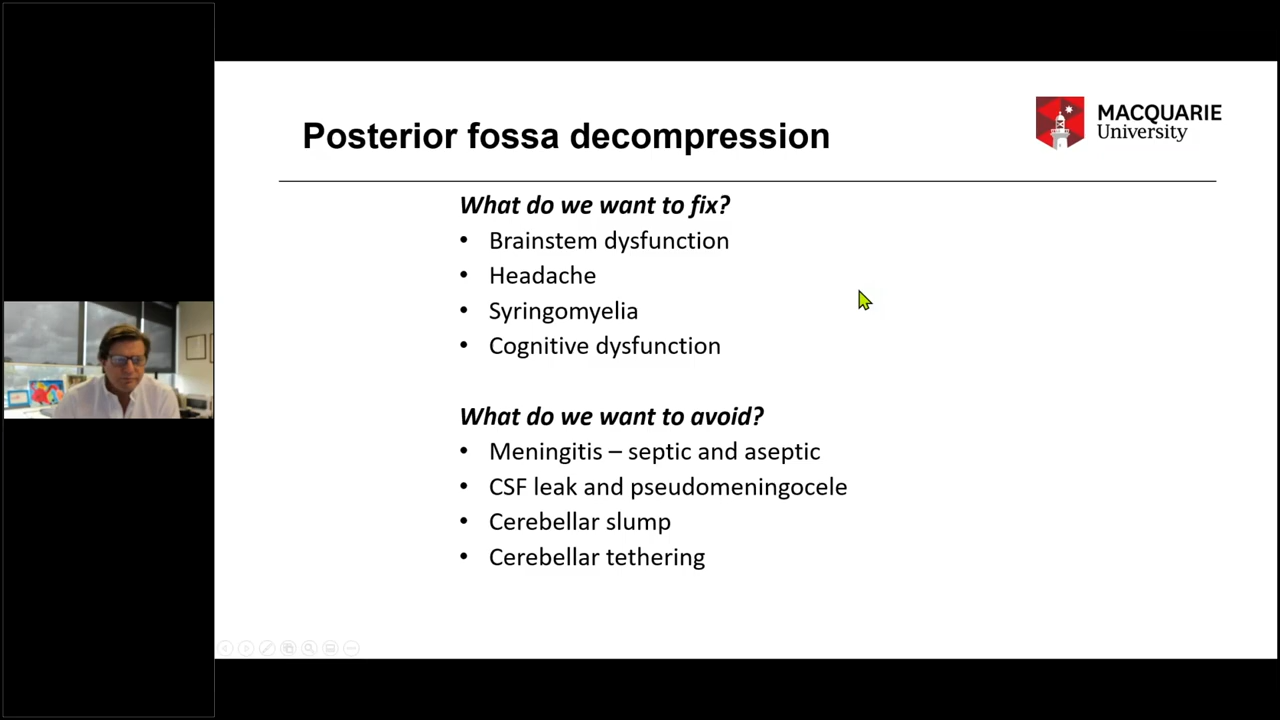 Posterior fossa decompression
MACQUARIE
University
What do we want to fix?
• Brainstem dysfunction
• Headache
• Syringomyelia
• Cognitive dysfunction
What do we want to avoid?
• Meningitis – septic and aseptic
• CSF leak and pseudomeningocele
• Cerebellar slump
• Cerebellar tethering